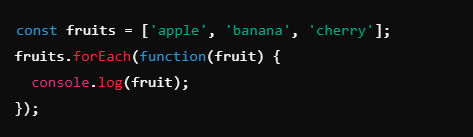 const fruits = ['apple', 'banana', 'cherry'];
fruits.forEach(function(fruit) {
  console.log(fruit);
});